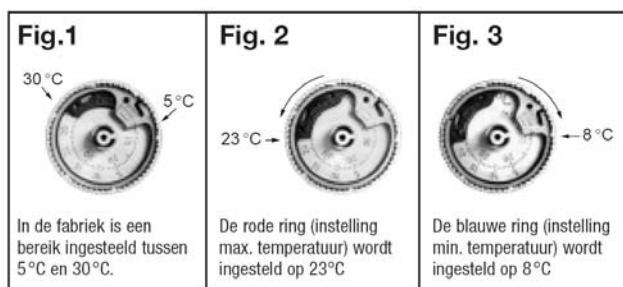 Fig.1
30°C
5°C
In de fabriek is een
bereik ingesteeld tussen
5°C en 30°C.
Fig. 2
23°C
De rode ring (instelling
max. temperatuur) wordt
ingesteld op 23°C
Fig. 3
8°C
De blauwe ring (instelling
min. temperatuur) wordt
ingesteld op 8°C